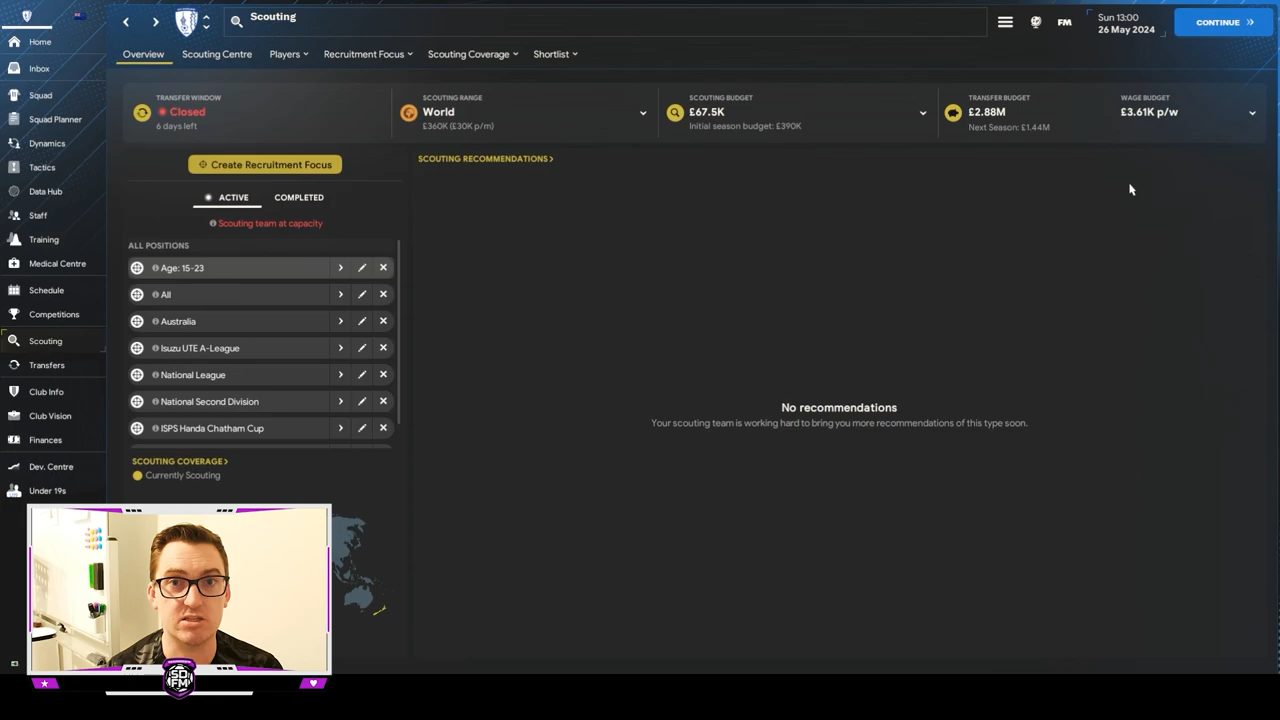 Scouting
Sun 13:00
26 May 2024
FM
CONTINUE
Home
Inbox
Squad
Squad Planner
Dynamics
Tactics
Data Hub
Staff
Training
Medical Centre
Schedule
Competitions
Scouting
Transfers
Club Info
Club Vision
Finances
Dev. Centre
Under 19s
Overview
Scouting Centre
Players
Recruitment Focus
Scouting Coverage
Shortlist
TRANSFER WINDOW
Closed
6 days left
SCOUTING RANGE
World
£360K (£30K p/m)
SCOUTING BUDGET
£67.5K
Initial season budget: £390K
TRANSFER BUDGET
£2.88M
Next Season: £1.44M
WAGE BUDGET
£3.61K p/w
Create Recruitment Focus
ACTIVE
COMPLETED
Scouting team at capacity
ALL POSITIONS
Age: 15-23
All
Australia
Isuzu UTE A-League
National League
National Second Division
ISPS Handa Chatham Cup
SCOUTING COVERAGE >
Currently Scouting
SCOUTING RECOMMENDATIONS >
No recommendations
Your scouting team is working hard to bring you more recommendations of this type soon.
SD
FM